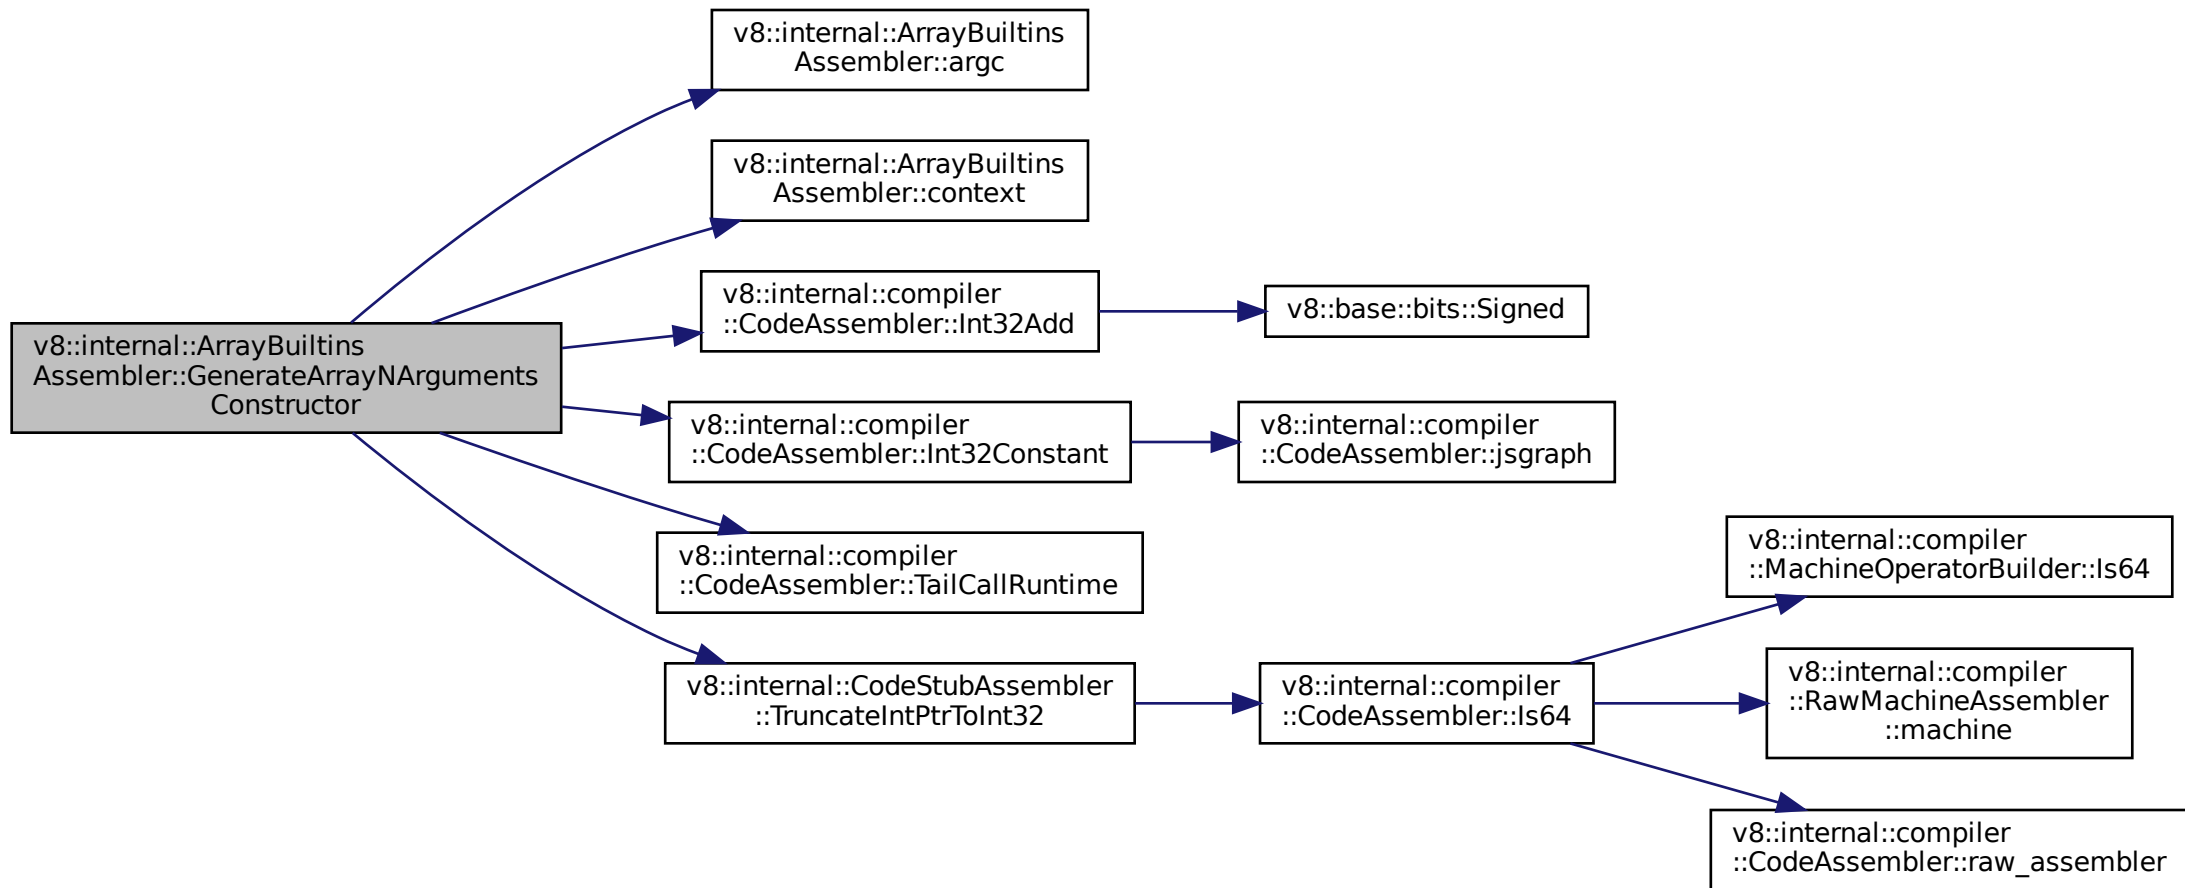 v8::internal::ArrayBuiltins
Assembler::GenerateArrayNArguments
Constructor
v8::internal::ArrayBuiltins
Assembler::argc
v8::internal::ArrayBuiltins
Assembler::context
v8::internal::compiler
::CodeAssembler::Int32Add
v8::base::bits::Signed
v8::internal::compiler
::CodeAssembler::Int32Constant
v8::internal::compiler
::CodeAssembler::jsgraph
v8::internal::compiler
::CodeAssembler::TailCallRuntime
v8::internal::CodeStubAssembler
::TruncateIntPtrToInt32
v8::internal::compiler
::CodeAssembler::Is64
v8::internal::compiler
::MachineOperatorBuilder::Is64
v8::internal::compiler
::RawMachineAssembler
::machine
v8::internal::compiler
::CodeAssembler::raw_assembler